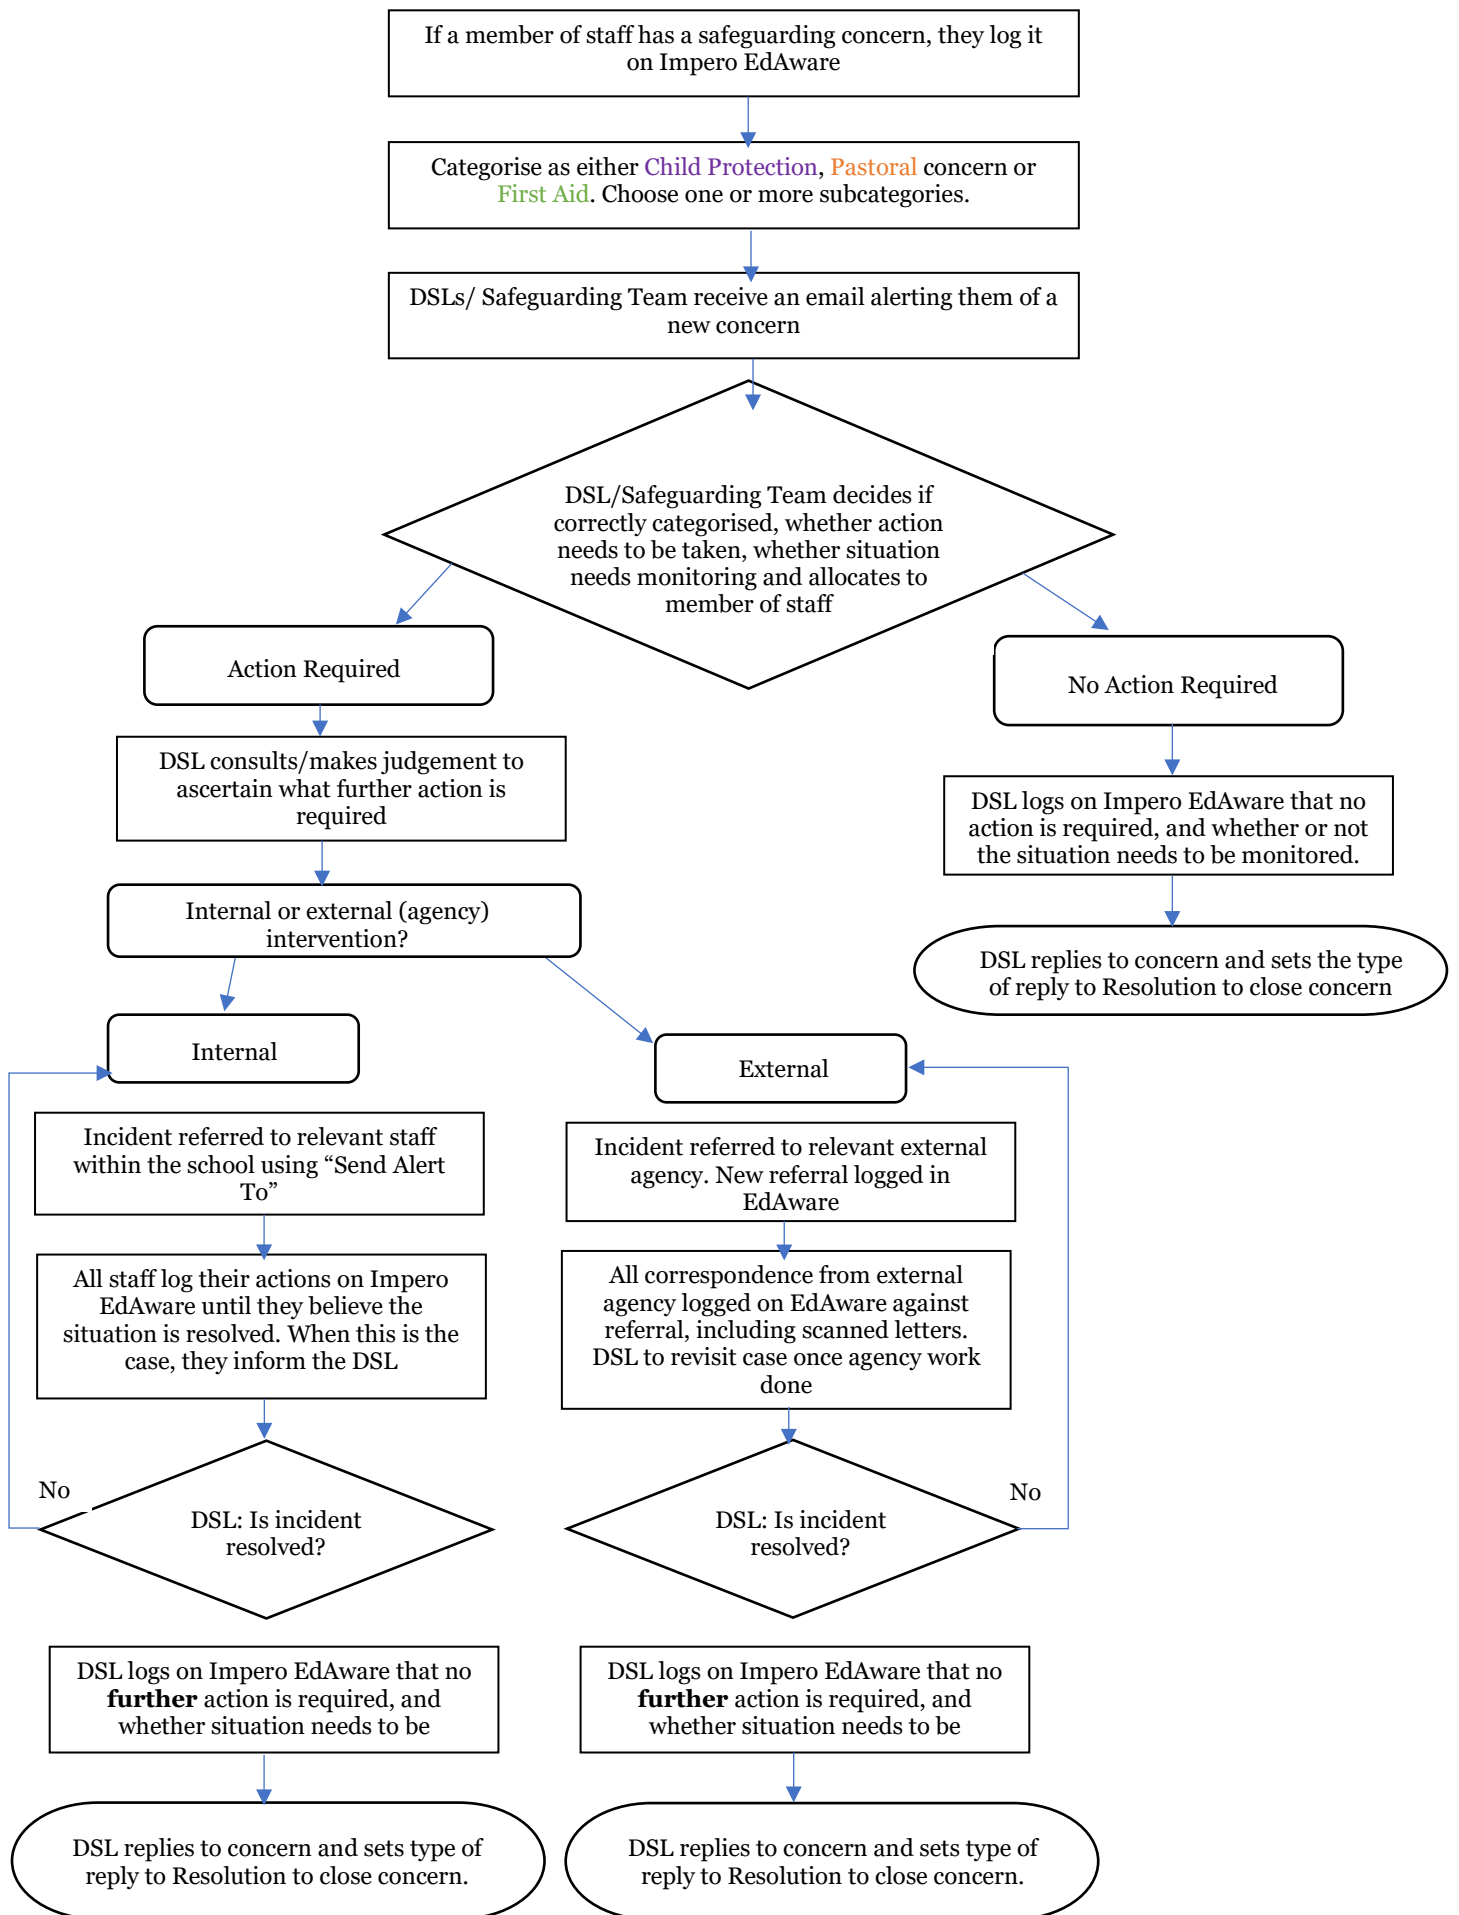 If a member of staff has a safeguarding concern, they log it
on Impero EdAware
Categorise as either Child Protection, Pastoral concern or
First Aid. Choose one or more subcategories.
DSLs/ Safeguarding Team receive an email alerting them of a
new concern
DSL/Safeguarding Team decides if
correctly categorised, whether action
needs to be taken, whether situation
needs monitoring and allocates to
member of staff
Action Required
No Action Required
DSL consults/makes judgement to
ascertain what further action is
required
DSL logs on Impero EdAware that no
action is required, and whether or not
the situation needs to be monitored.
Internal or external (agency)
intervention?
DSL replies to concern and sets the type
of reply to Resolution to close concern
Internal
External
Incident referred to relevant staff
within the school using “Send Alert
To”
Incident referred to relevant external
agency. New referral logged in
EdAware
All staff log their actions on Impero
EdAware until they believe the
situation is resolved. When this is the
case, they inform the DSL
All correspondence from external
agency logged on EdAware against
referral, including scanned letters.
DSL to revisit case once agency work
done
No
DSL: Is incident
resolved?
No
DSL: Is incident
resolved?
DSL logs on Impero EdAware that no
further action is required, and
whether situation needs to be
DSL logs on Impero EdAware that no
further action is required, and
whether situation needs to be
DSL replies to concern and sets type of
reply to Resolution to close concern.
DSL replies to concern and sets type of
reply to Resolution to close concern.